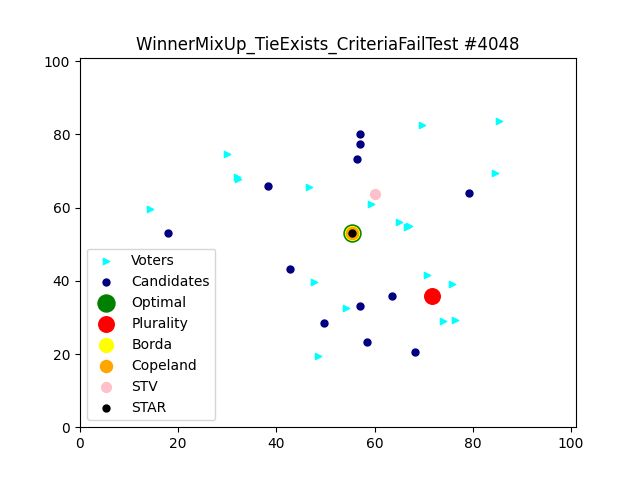 WinnerMixUp_TieExists_CriteriaFailTest #4048
100
80
60
40
20
0
Voters
Candidates
Optimal
Plurality
Borda
Copeland
STV
STAR
0 20 40 60 80 100